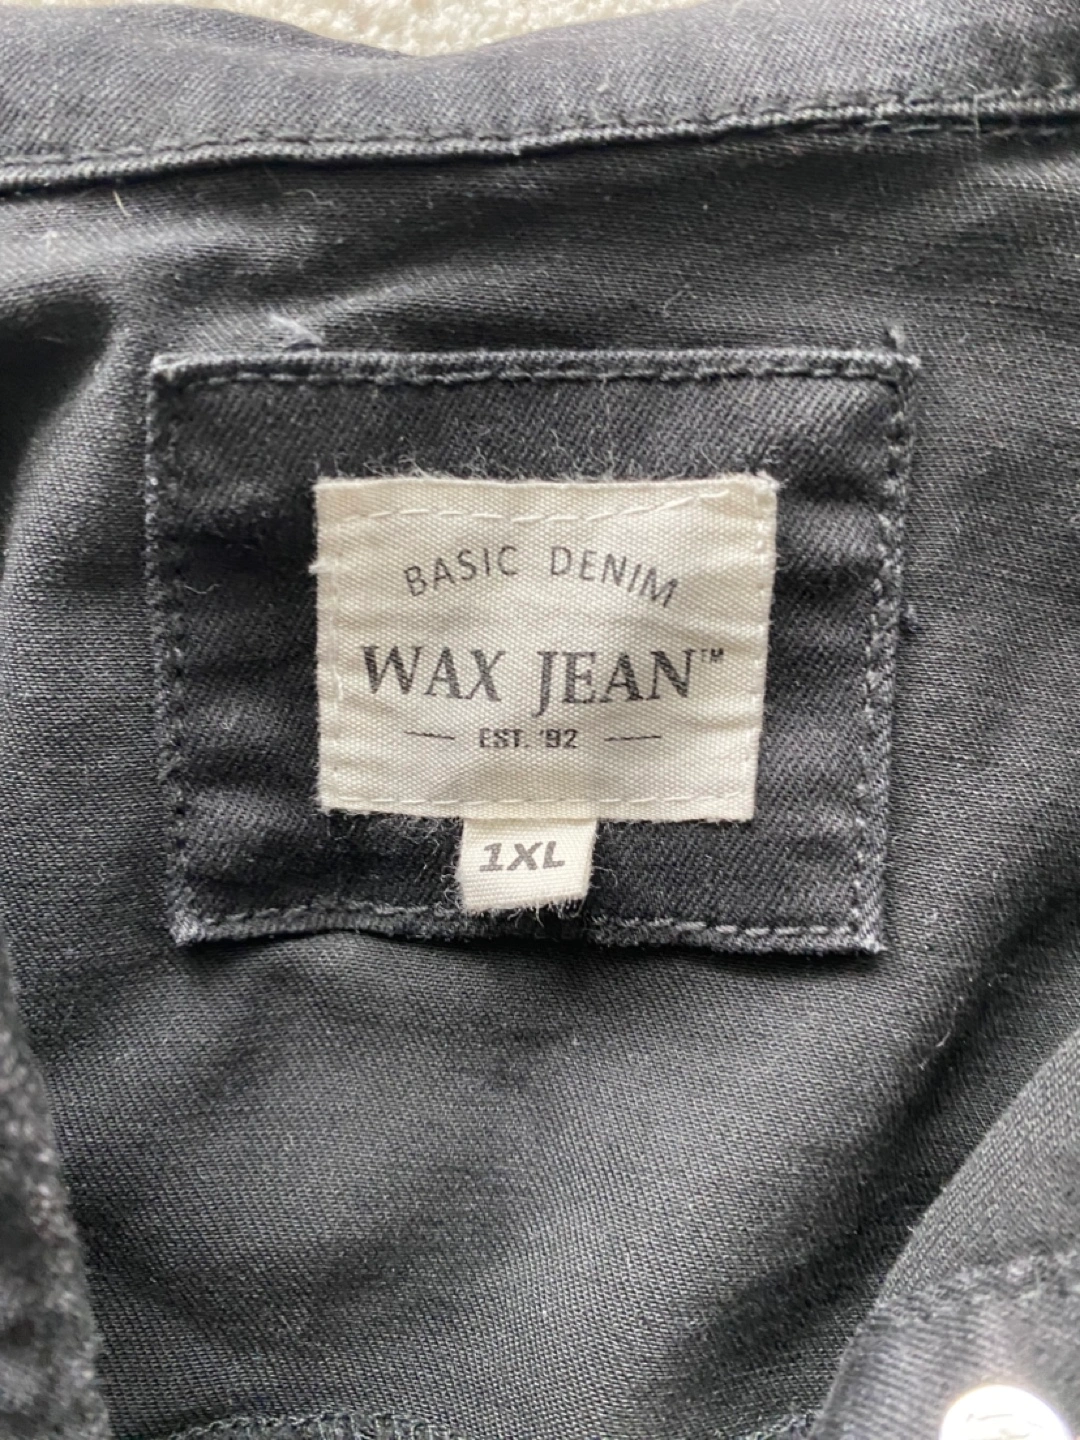 BASIC DENIM
WAX JEAN™
EST. '92
1XL